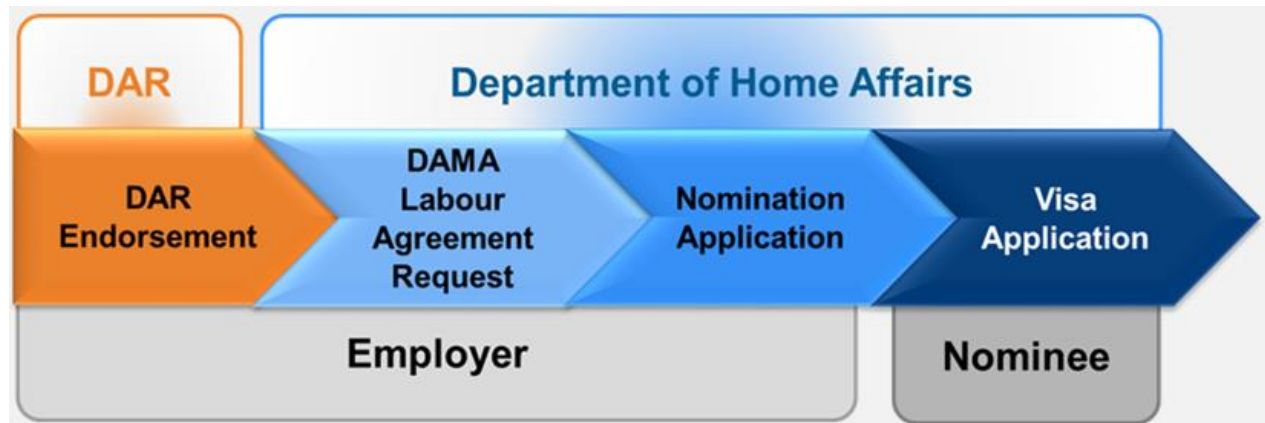 DAR
Department of Home Affairs
DAR
Endorsement
DAMA
Labour
Agreement
Request
Nomination
Application
Visa
Application
Employer
Nominee